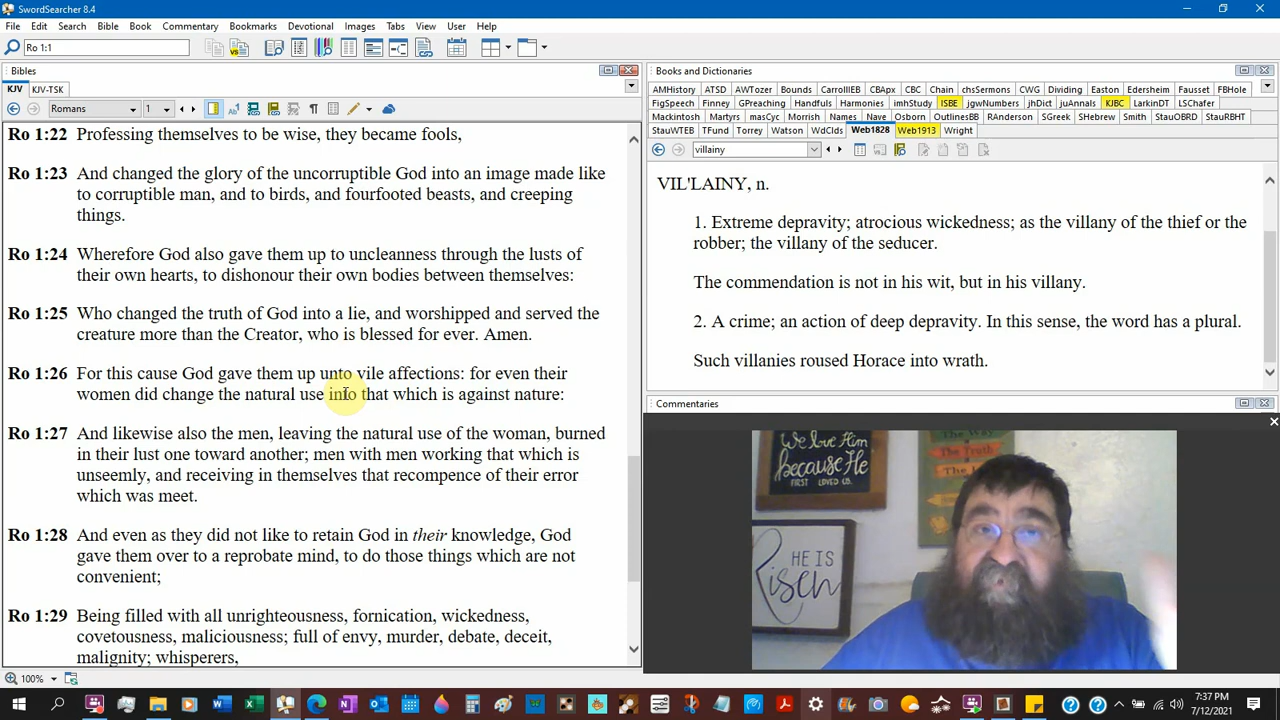 SwordSearcher 8.4
File Edit Search Bible Book Commentary Bookmarks Devotional Images Tabs View User Help
Ro 1:1
Bibles
KJV KJV-TSK
Romans 1
Ro 1:22 Professing themselves to be wise, they became fools,
Ro 1:23 And changed the glory of the uncorruptible God into an image made like
to corruptible man, and to birds, and fourfooted beasts, and creeping
things.
Ro 1:24 Wherefore God also gave them up to uncleanness through the lusts of
their own hearts, to dishonour their own bodies between themselves:
Ro 1:25 Who changed the truth of God into a lie, and worshipped and served the
creature more than the Creator, who is blessed for ever. Amen.
Ro 1:26 For this cause God gave them up unto vile affections: for even their
women did change the natural use into that which is against nature:
Ro 1:27 And likewise also the men, leaving the natural use of the woman, burned
in their lust one toward another; men with men working that which is
unseemly, and receiving in themselves that recompence of their error
which was meet.
Ro 1:28 And even as they did not like to retain God in their knowledge, God
gave them over to a reprobate mind, to do those things which are not
convenient;
Ro 1:29 Being filled with all unrighteousness, fornication, wickedness,
covetousness, maliciousness; full of envy, murder, debate, deceit,
malignity; whisperers,
100%
Books and Dictionaries
AMHistory ATSD AWTozer Bounds CarrollIEB CBApx CBC Chain chsSermons CWG Dividing Easton Edersheim Fausset FBHole
FigSpeech Finney GPreaching Handfuls Harmonies imhStudy ISBE jgwNumbers jhDict juAnnals KJBC LarkinDT LSChafer
Mackintosh Martyrs masCyc Morrish Names Nave Osborn OutlinesBB RAnderson SGreek SHebrew Smith StauOBRD StaupRBHT
StauWTEB TFund Torrey Watson WdClds Web1828 Web1913 Wright
villainy
VIL'LAINY, n.
1. Extreme depravity; atrocious wickedness; as the villany of the thief or the
robber; the villany of the seducer.
The commendation is not in his wit, but in his villany.
2. A crime; an action of deep depravity. In this sense, the word has a plural.
Such villanies roused Horace into wrath.
Commentaries
We love Him
because He
FIRST LOVED US.
The Way
The Truth
HE IS
Risen
7:37 PM
7/12/2021